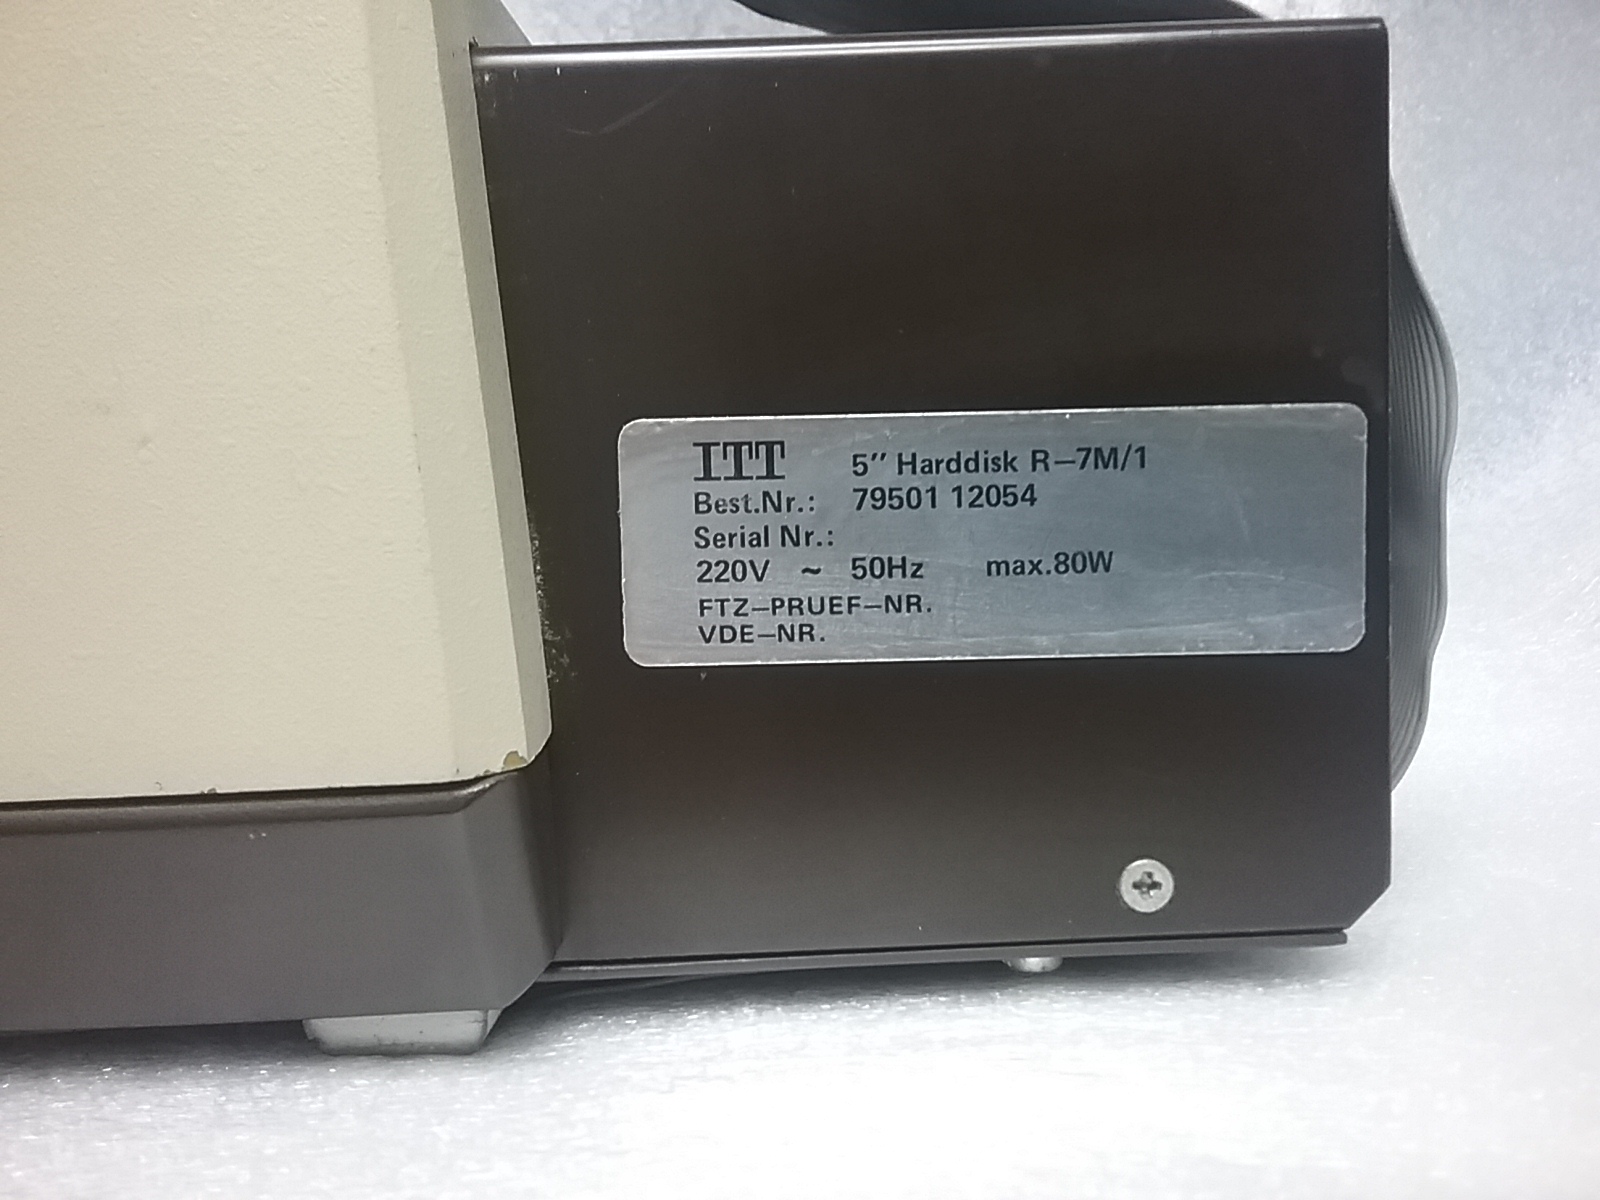 ITT 5" Harddisk R-7M/1
Best.Nr.: 79501 12054
Serial Nr.:
220V ~ 50Hz max.80W
FTZ-PRUEF-NR.
VDE-NR.